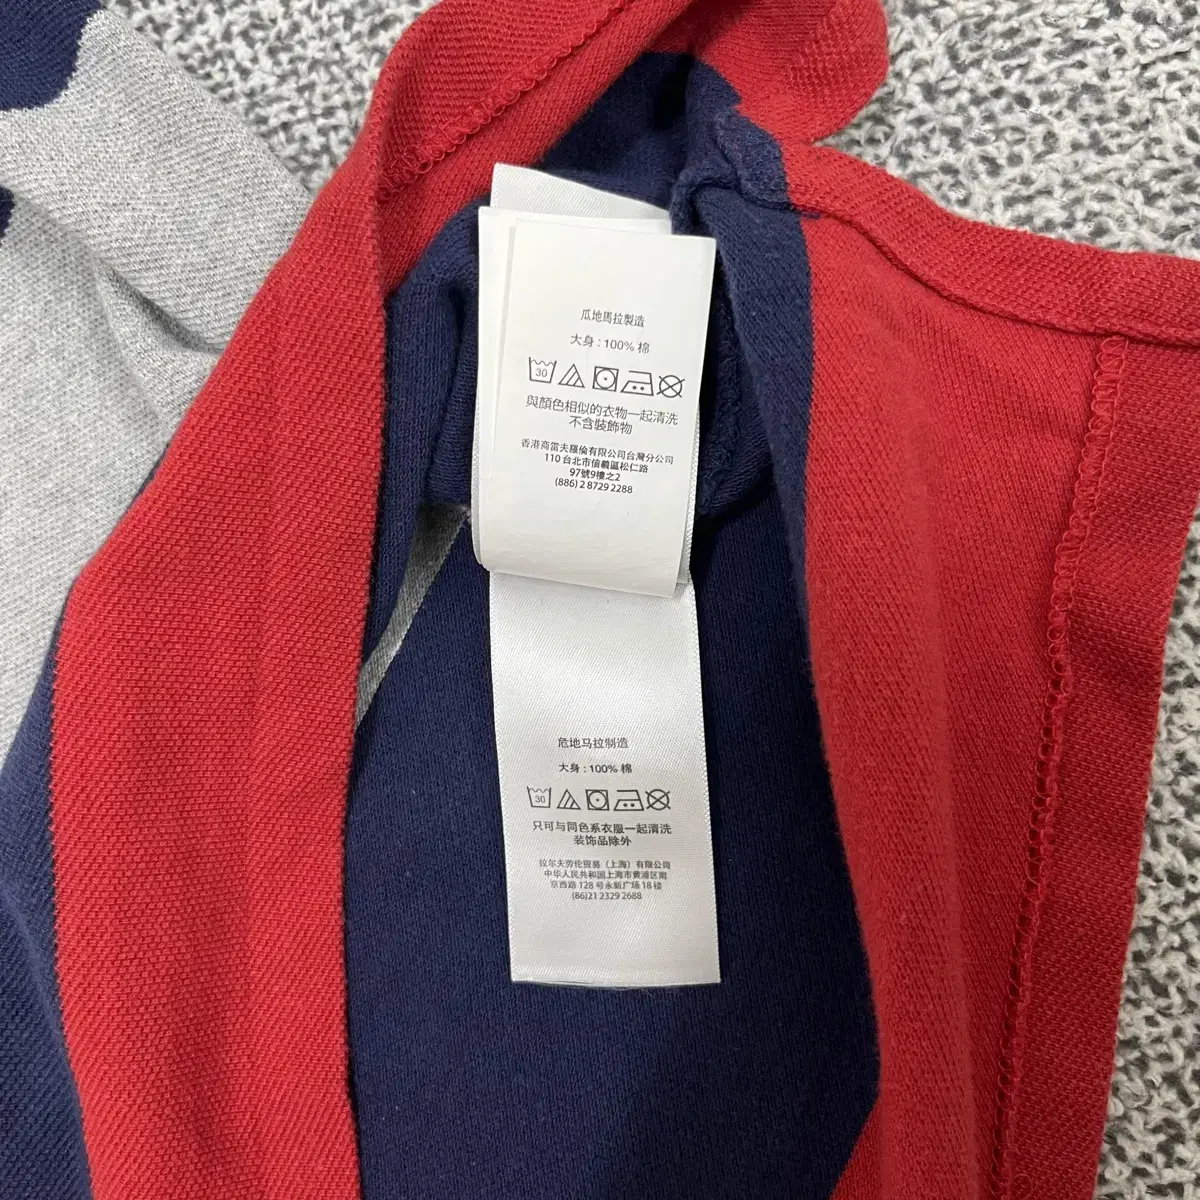 瓜地馬拉製造
大身 : 100% 棉
30
與顏色相似的衣物一起清洗
不含裝飾物
香港商雷夫羅倫有限公司台灣分公司
110 台北市信義區松仁路
97號9樓之2
(886) 2 8729 2288
危地马拉制造
大身 : 100% 棉
30
只可与同色系衣服一起清洗
装饰品除外
拉尔夫劳伦贸易（上海）有限公司
中华人民共和国上海市黄浦区南
京西路 128 号永新广场 18 楼
(86)21 2329 2688